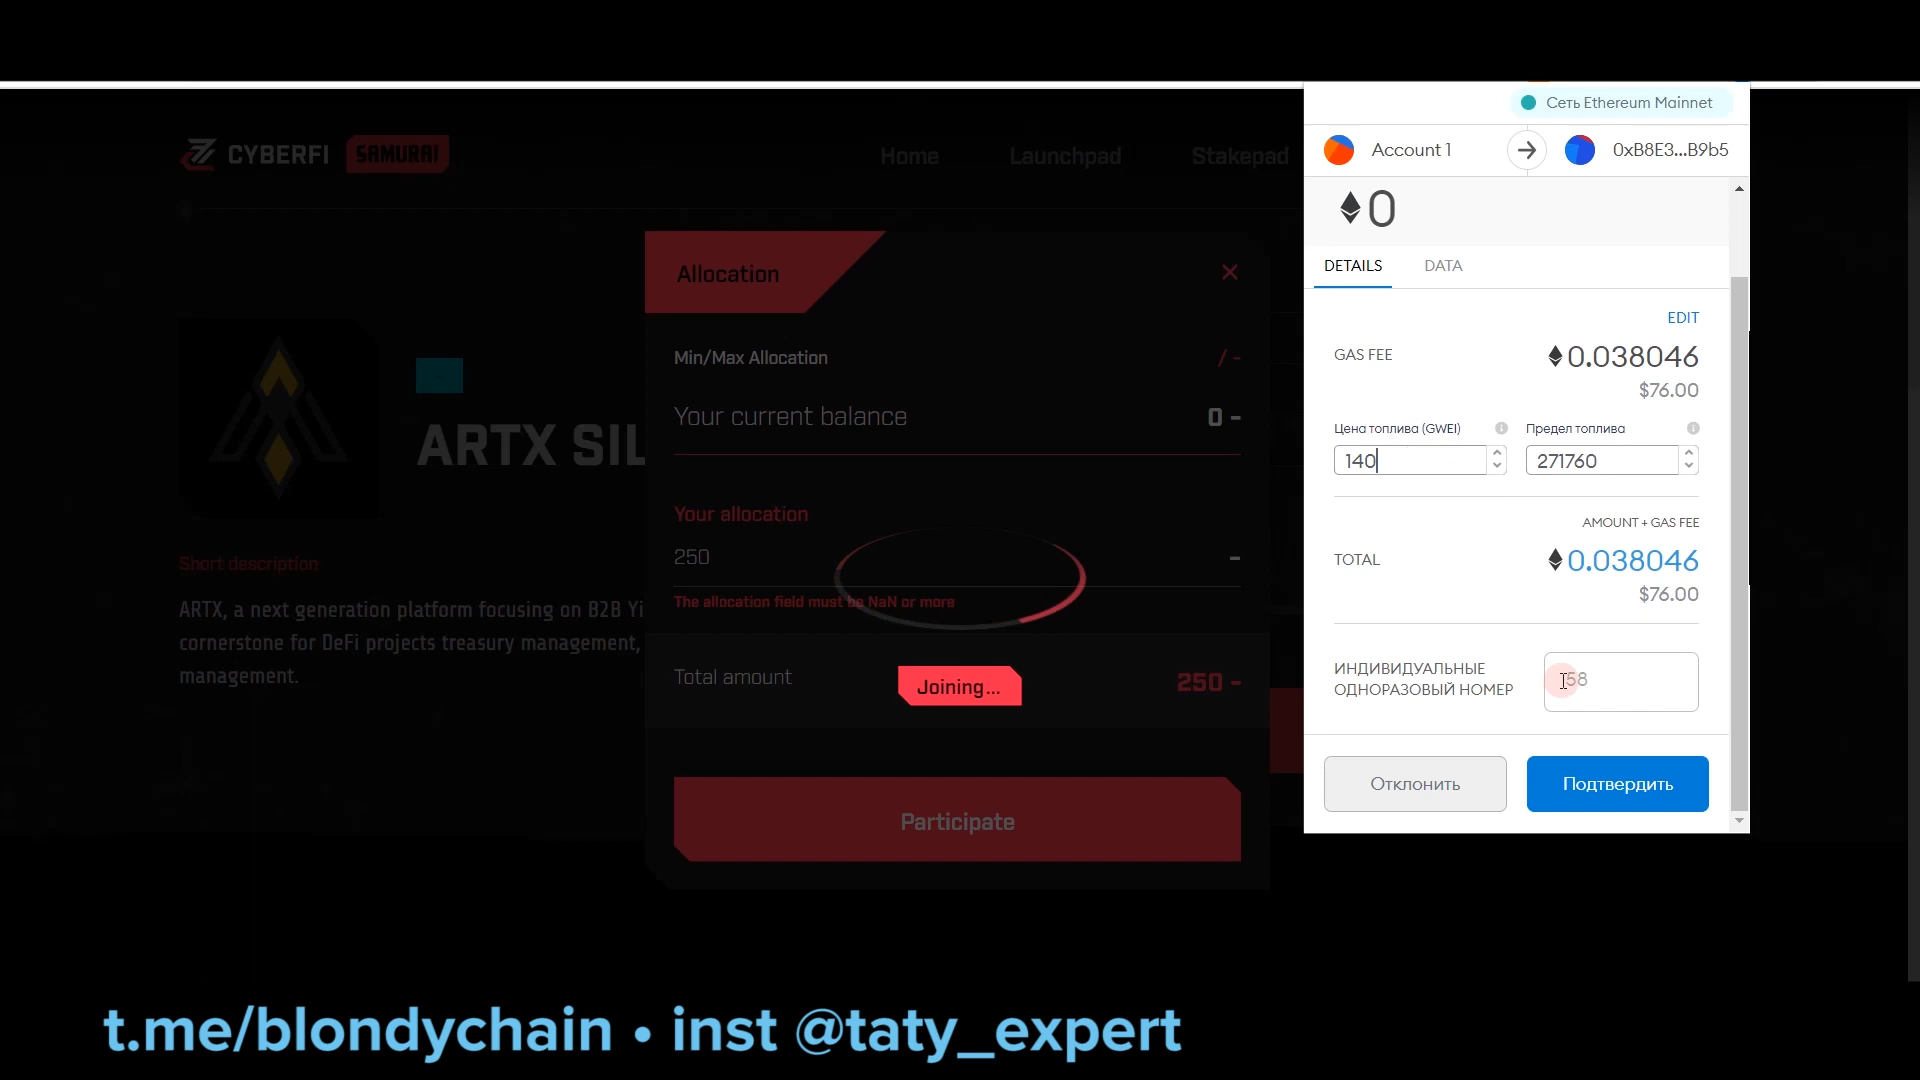 CYBERFI SAMURAI
Home Launchpad Stakepad
Allocation
Min/Max Allocation / -
Your current balance 0 -
Your allocation
250 -
The allocation field must be NaN or more
Total amount 250 -
Joining...
Participate
ARTX SIL
Short description
ARTX, a next generation platform focusing on B2B Yi
cornerstone for DeFi projects treasury management,
management.
Сеть Ethereum Mainnet
Account 1 0xB8E3...B9b5
0
DETAILS DATA
EDIT
GAS FEE 0.038046
$76.00
Цена топлива (GWEI) Предел топлива
140 271760
AMOUNT + GAS FEE
TOTAL 0.038046
$76.00
ИНДИВИДУАЛЬНЫЕ
ОДНОРАЗОВЫЙ НОМЕР
Отклонить Подтвердить
t.me/blondychain • inst @taty_expert